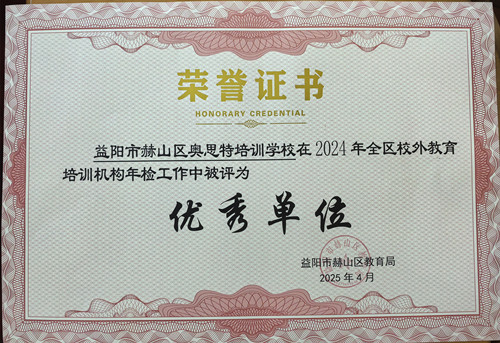 荣誉证书
HONORARY CREDENTIAL
益阳市赫山区奥思特培训学校在2024年全区校外教育
培训机构年检工作中被评为
优秀单位
益阳市赫山区教育局
2025年4月